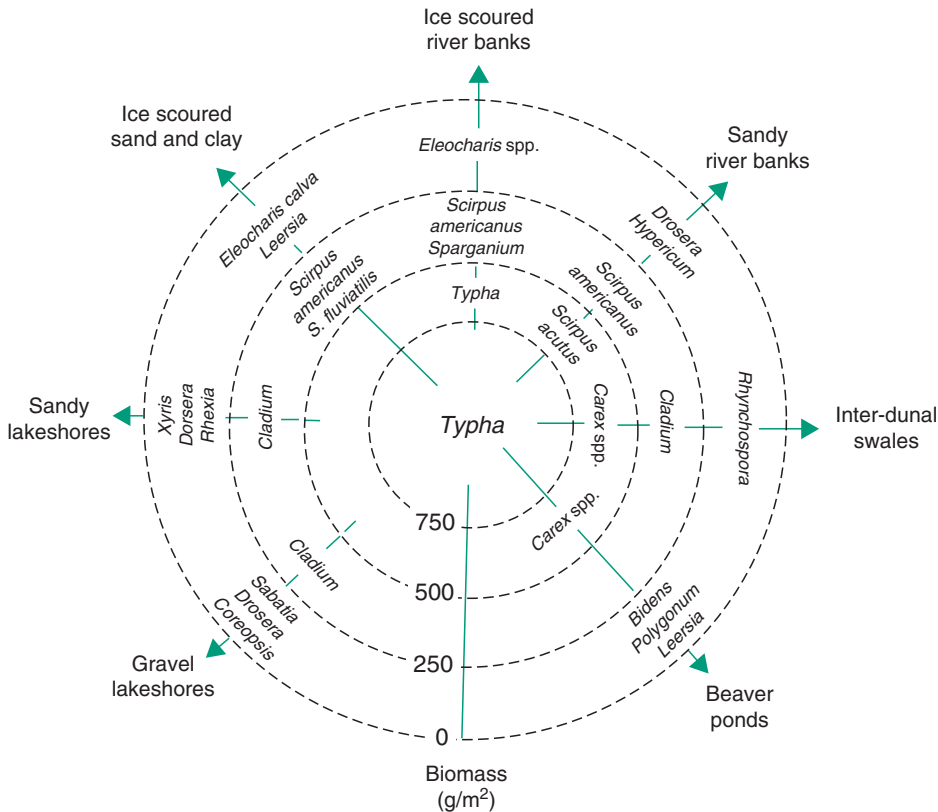 Ice scoured
river banks
Ice scoured
sand and clay
Sandy
river banks
Eleocharis spp.
Eleocharis calva
Leersia
Drosera
Hypericum
Scirpus
americanus
Sparganium
Scirpus
americanus
S. fluviatilis
Scirpus
americanus
Typha
Scirpus
acutus
Sandy
lakeshores
Xyris
Dorsera
Rhexia
Cladium
Typha
Carex spp.
Cladium
Rhynchospora
Inter-dunal
swales
Carex spp.
750
Cladium
500
Sabatia
Drosera
Coreopsis
Bidens
Polygonum
Leersia
250
Gravel
lakeshores
Beaver
ponds
0
Biomass
(g/m²)